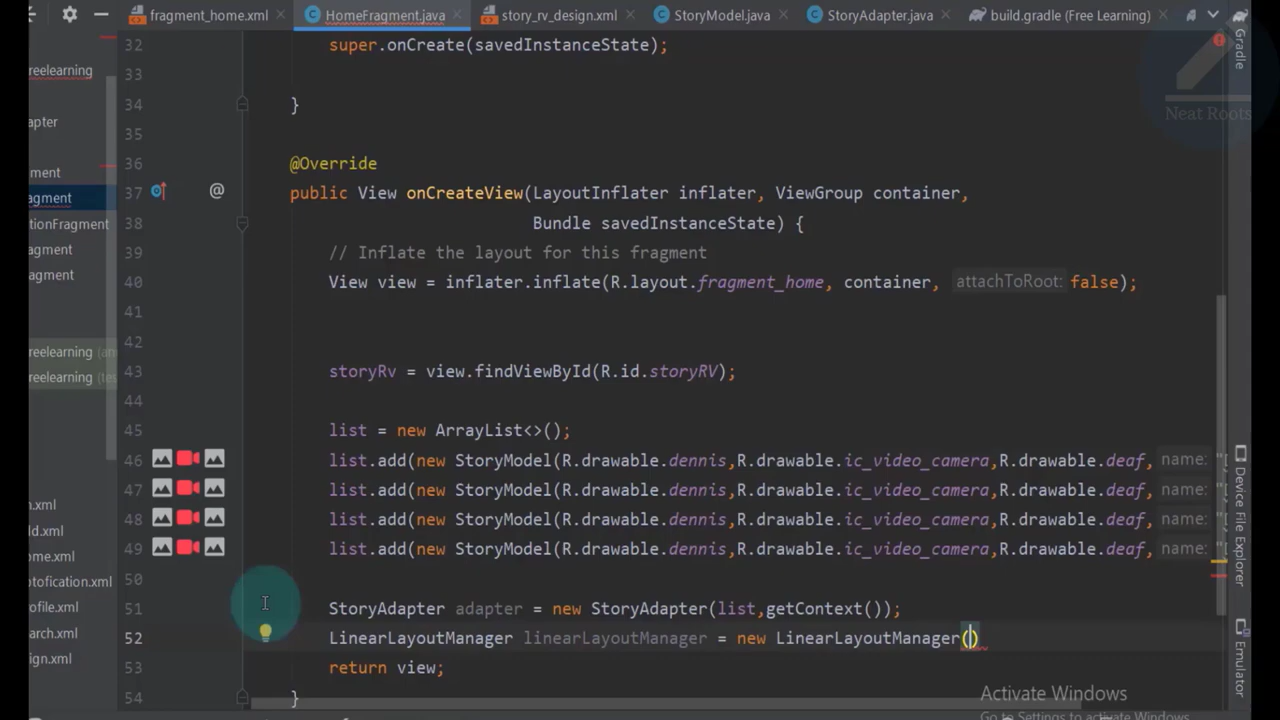 fragment_home.xml HomeFragment.java story_rv_design.xml StoryModel.java StoryAdapter.java build.gradle (Free Learning)
Gradle
Neat Roots
reelearning
apter
ment
agment
tionFragment
agment
agment
reelearning (an
reelearning (tes
n.xml
ld.xml
ome.xml
otofication.xml
ofile.xml
arch.xml
ign.xml
32 super.onCreate(savedInstanceState);
33
34 }
35
36 @Override
37 @ public View onCreateView(LayoutInflater inflater, ViewGroup container,
38 Bundle savedInstanceState) {
39 // Inflate the layout for this fragment
40 View view = inflater.inflate(R.layout.fragment_home, container, attachToRoot: false);
41
42
43 storyRv = view.findViewById(R.id.storyRV);
44
45 list = new ArrayList<>();
46 list.add(new StoryModel(R.drawable.dennis,R.drawable.ic_video_camera,R.drawable.deaf, name: "
47 list.add(new StoryModel(R.drawable.dennis,R.drawable.ic_video_camera,R.drawable.deaf, name: "
48 list.add(new StoryModel(R.drawable.dennis,R.drawable.ic_video_camera,R.drawable.deaf, name: "
49 list.add(new StoryModel(R.drawable.dennis,R.drawable.ic_video_camera,R.drawable.deaf, name: "
50
51 StoryAdapter adapter = new StoryAdapter(list,getContext());
52 LinearLayoutManager linearLayoutManager = new LinearLayoutManager()
53 return view;
54 }
Device File Explorer
Emulator
Activate Windows
Go to Settings to activate Windows